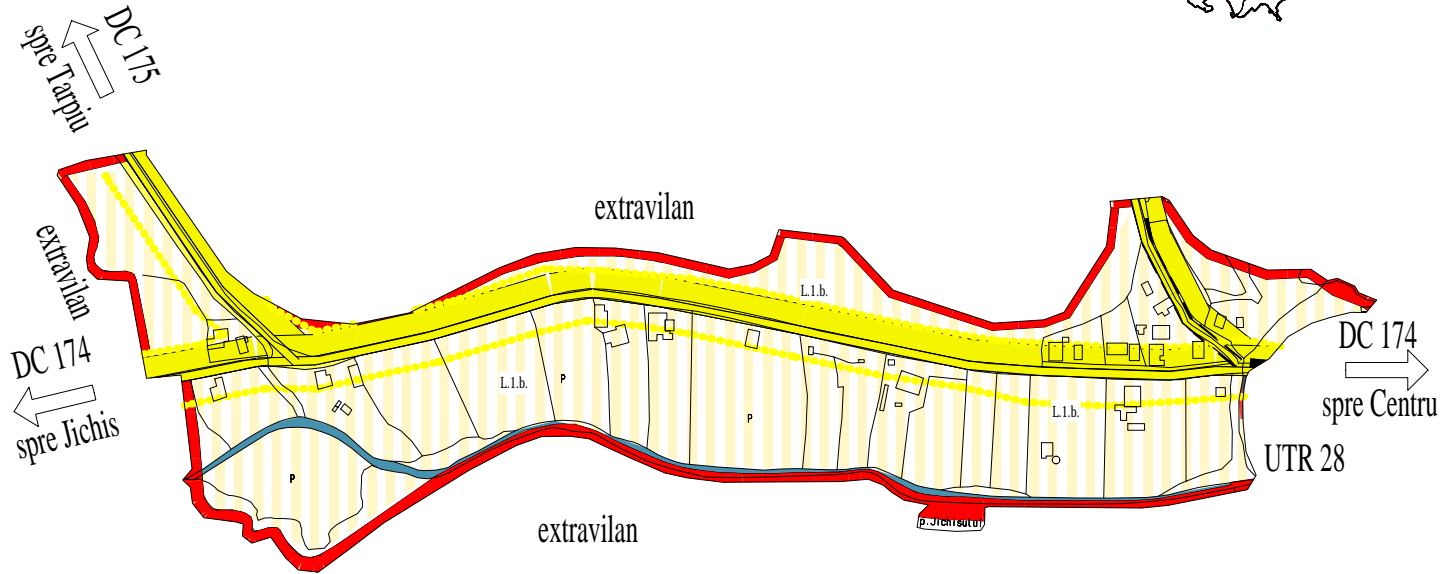 DC 175
spre Tarpiu
extravilan
extravilan
L.1.b.
DC 174
spre Jichis
DC 174
spre Centru
L.1.b.
P
P
L.1.b.
UTR 28
P
p.Jichisului
extravilan